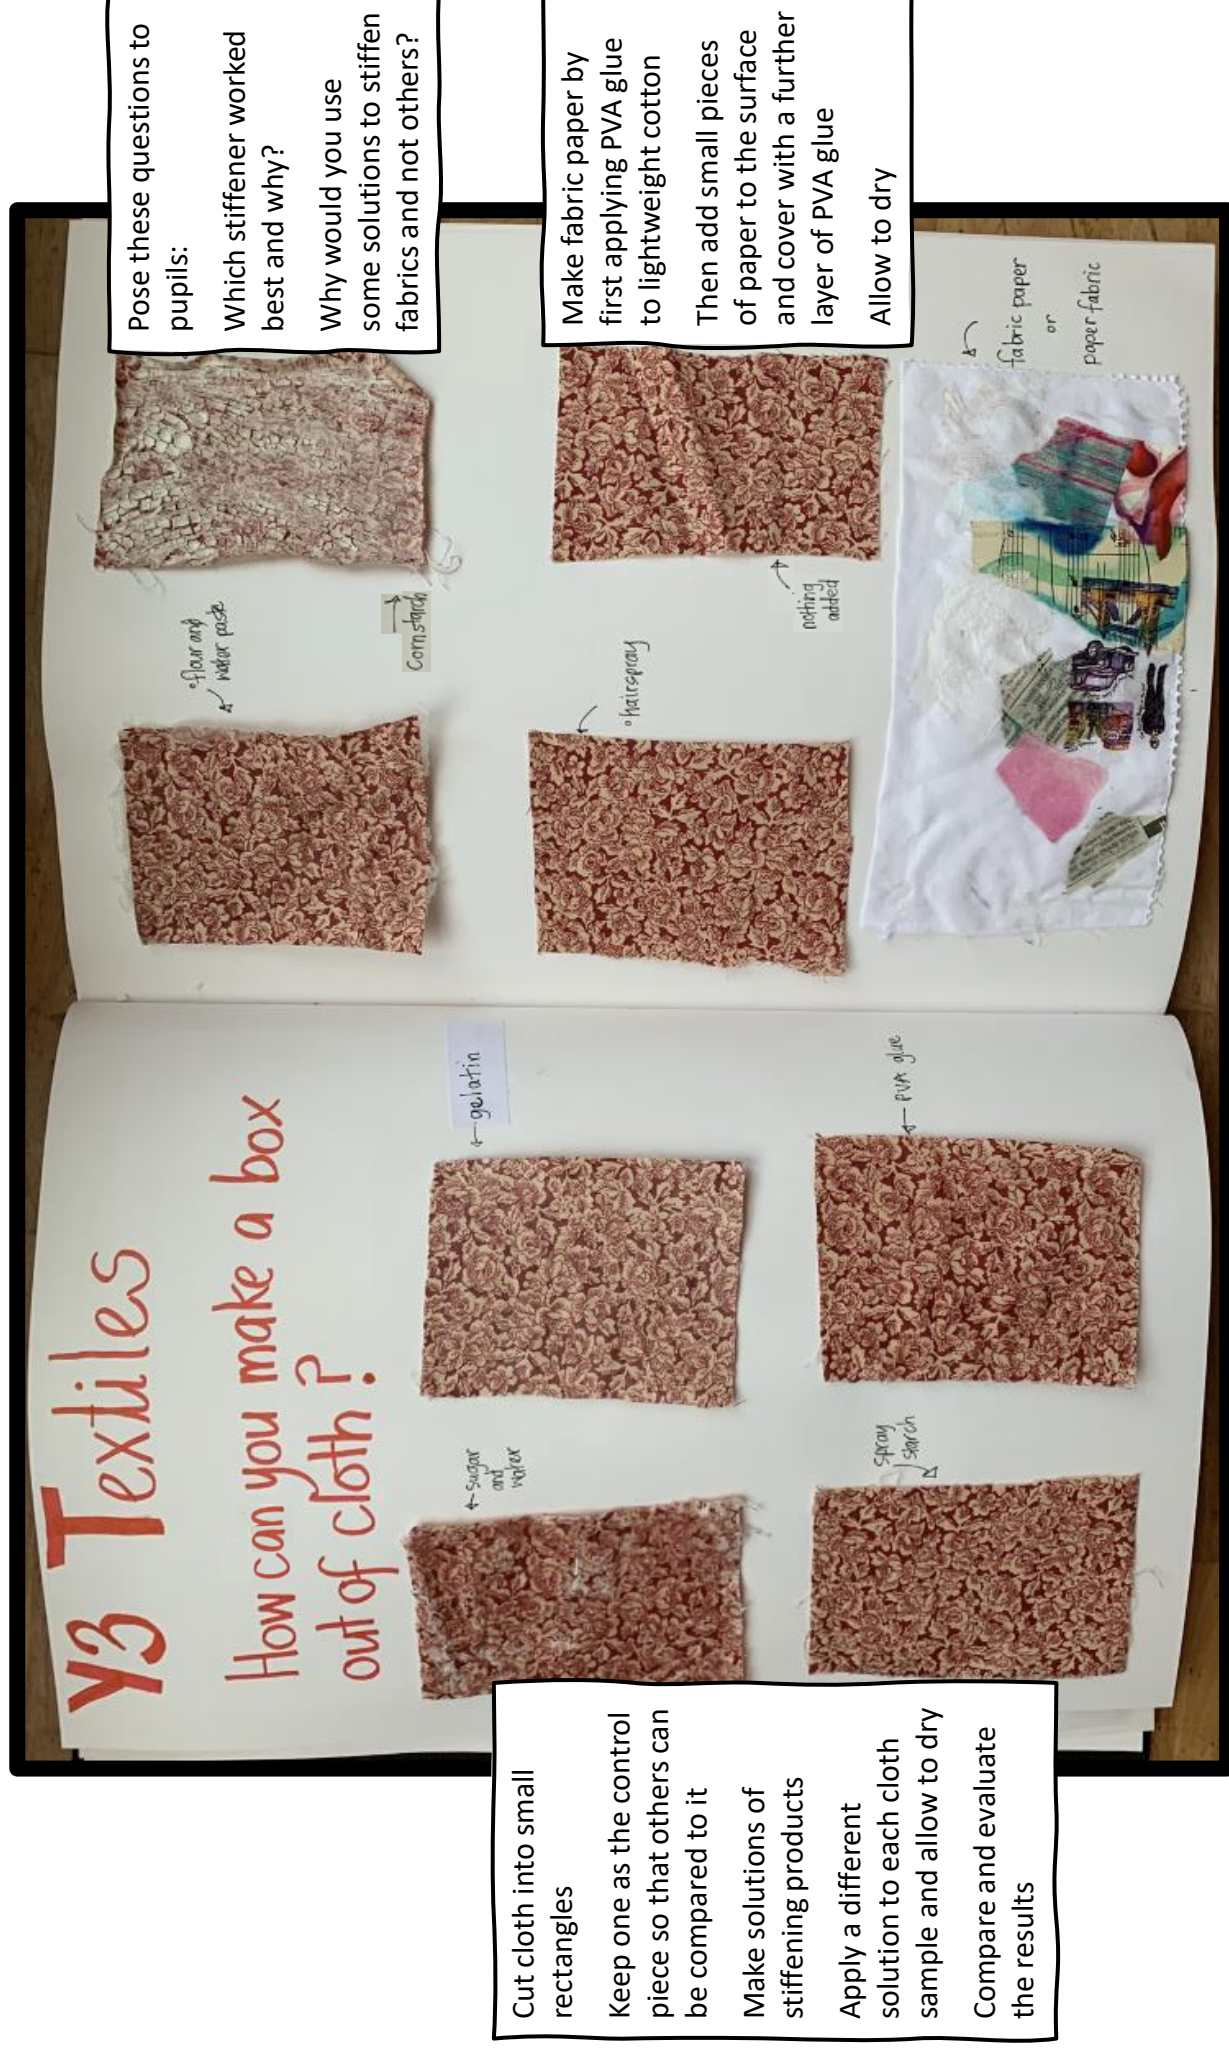 Y3 Textiles
How can you make a box
out of cloth?
←sugar
and
water
←gelatin
spray
starch
←PVA glue
flour and
water paste
Cornstarch
hairspray
nothing
added
fabric paper
or
paper fabric
Cut cloth into small
rectangles
Keep one as the control
piece so that others can
be compared to it
Make solutions of
stiffening products
Apply a different
solution to each cloth
sample and allow to dry
Compare and evaluate
the results
Pose these questions to
pupils:
Which stiffener worked
best and why?
Why would you use
some solutions to stiffen
fabrics and not others?
Make fabric paper by
first applying PVA glue
to lightweight cotton
Then add small pieces
of paper to the surface
and cover with a further
layer of PVA glue
Allow to dry